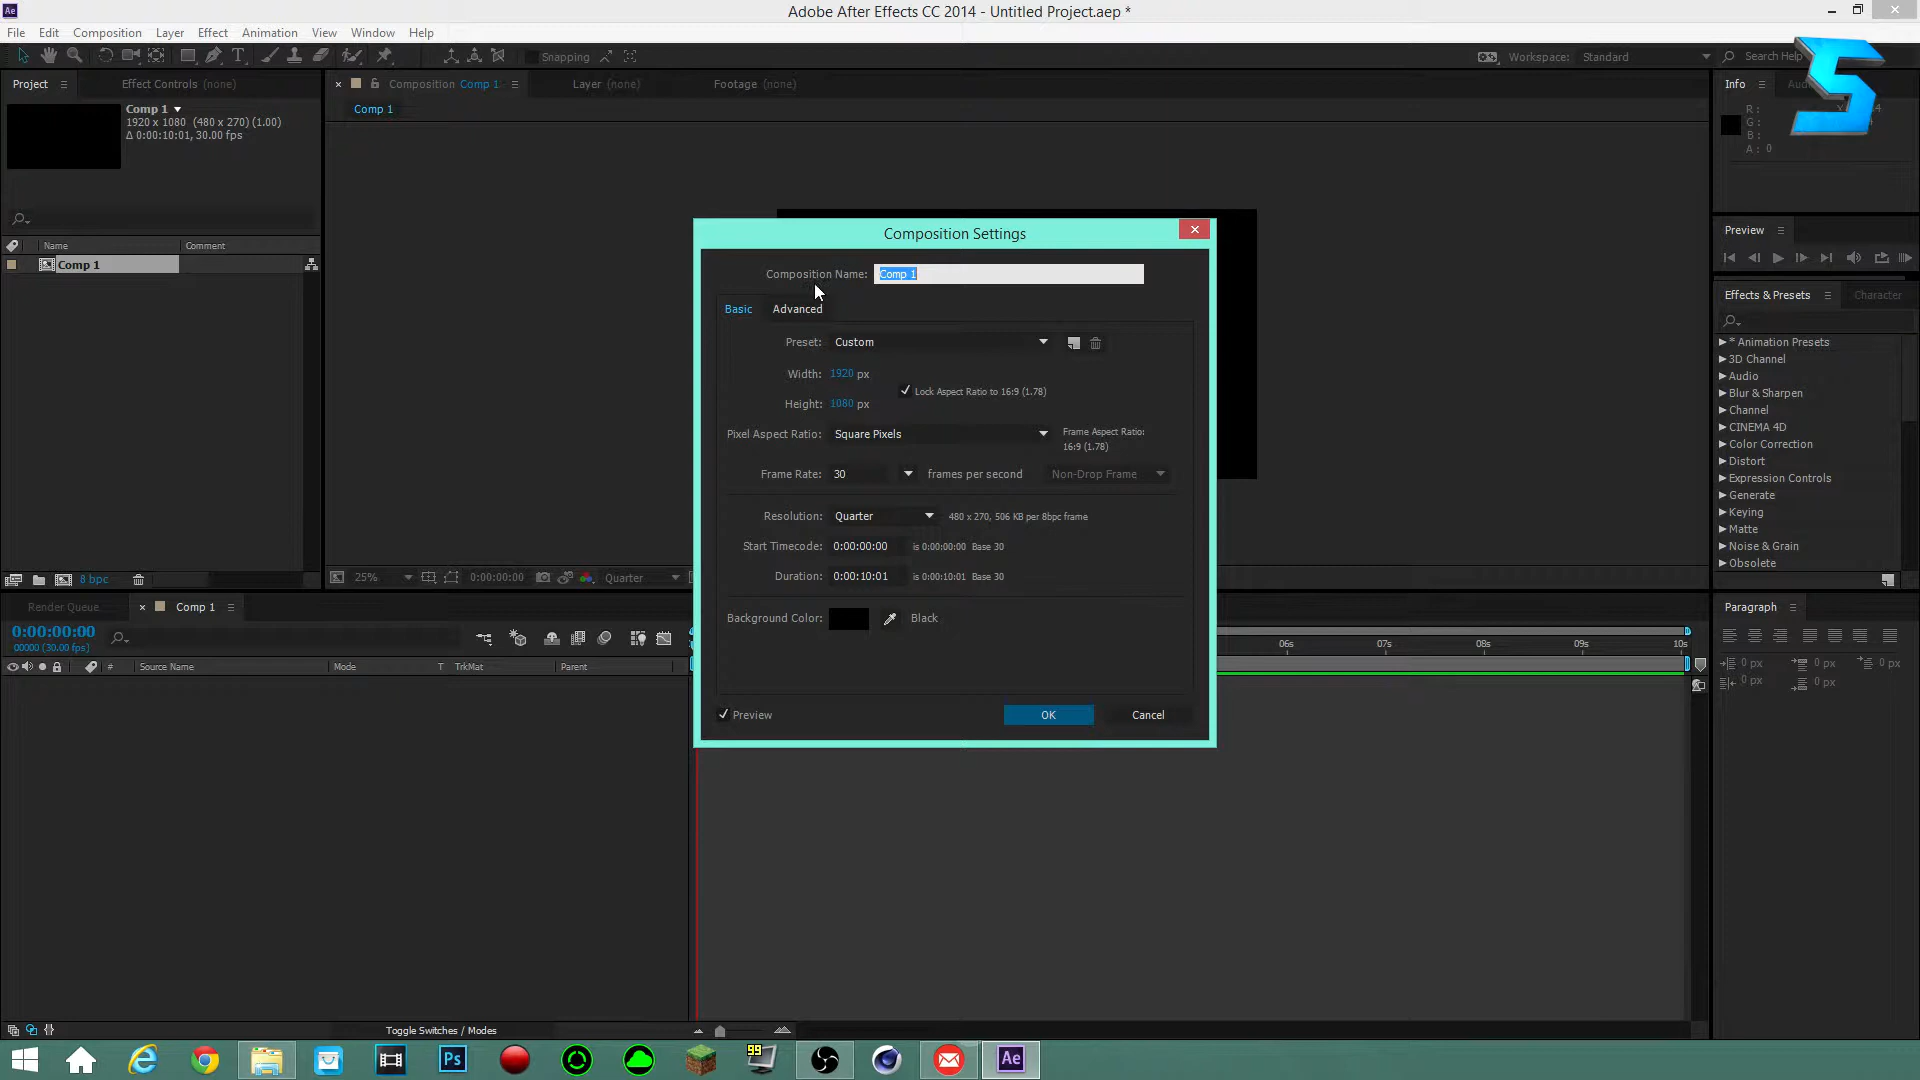 Adobe After Effects CC 2014 - Untitled Project.aep *
File Edit Composition Layer Effect Animation View Window Help
Snapping
Workspace: Standard
Search Help
Project
Effect Controls (none)
Composition Comp 1
Layer (none)
Footage (none)
Info
Comp 1
1920 x 1080 (480 x 270) (1.00)
Δ 0:00:10:01, 30.00 fps
Comp 1
R :
G :
B :
A : 0
Name
Comment
Comp 1
8 bpc
Composition Settings
Composition Name: Comp 1
Basic
Advanced
Preset: Custom
Width: 1920 px
Lock Aspect Ratio to 16:9 (1.78)
Height: 1080 px
Pixel Aspect Ratio: Square Pixels
Frame Aspect Ratio:
16:9 (1.78)
Frame Rate: 30 frames per second Non-Drop Frame
Resolution: Quarter 480 x 270, 506 KB per 8bpc frame
Start Timecode: 0:00:00:00 is 0:00:00:00 Base 30
Duration: 0:00:10:01 is 0:00:10:01 Base 30
Background Color: Black
Preview
OK
Cancel
25%
0:00:00:00
Quarter
Preview
Effects & Presets
Character
* Animation Presets
3D Channel
Audio
Blur & Sharpen
Channel
CINEMA 4D
Color Correction
Distort
Expression Controls
Generate
Keying
Matte
Noise & Grain
Obsolete
Render Queue
Comp 1
0:00:00:00
00000 (30.00 fps)
# Source Name Mode T TrkMat Parent
06s 07s 08s 09s 10s
Paragraph
0 px 0 px 0 px
0 px 0 px
Toggle Switches / Modes
Ps
99
Ae
S